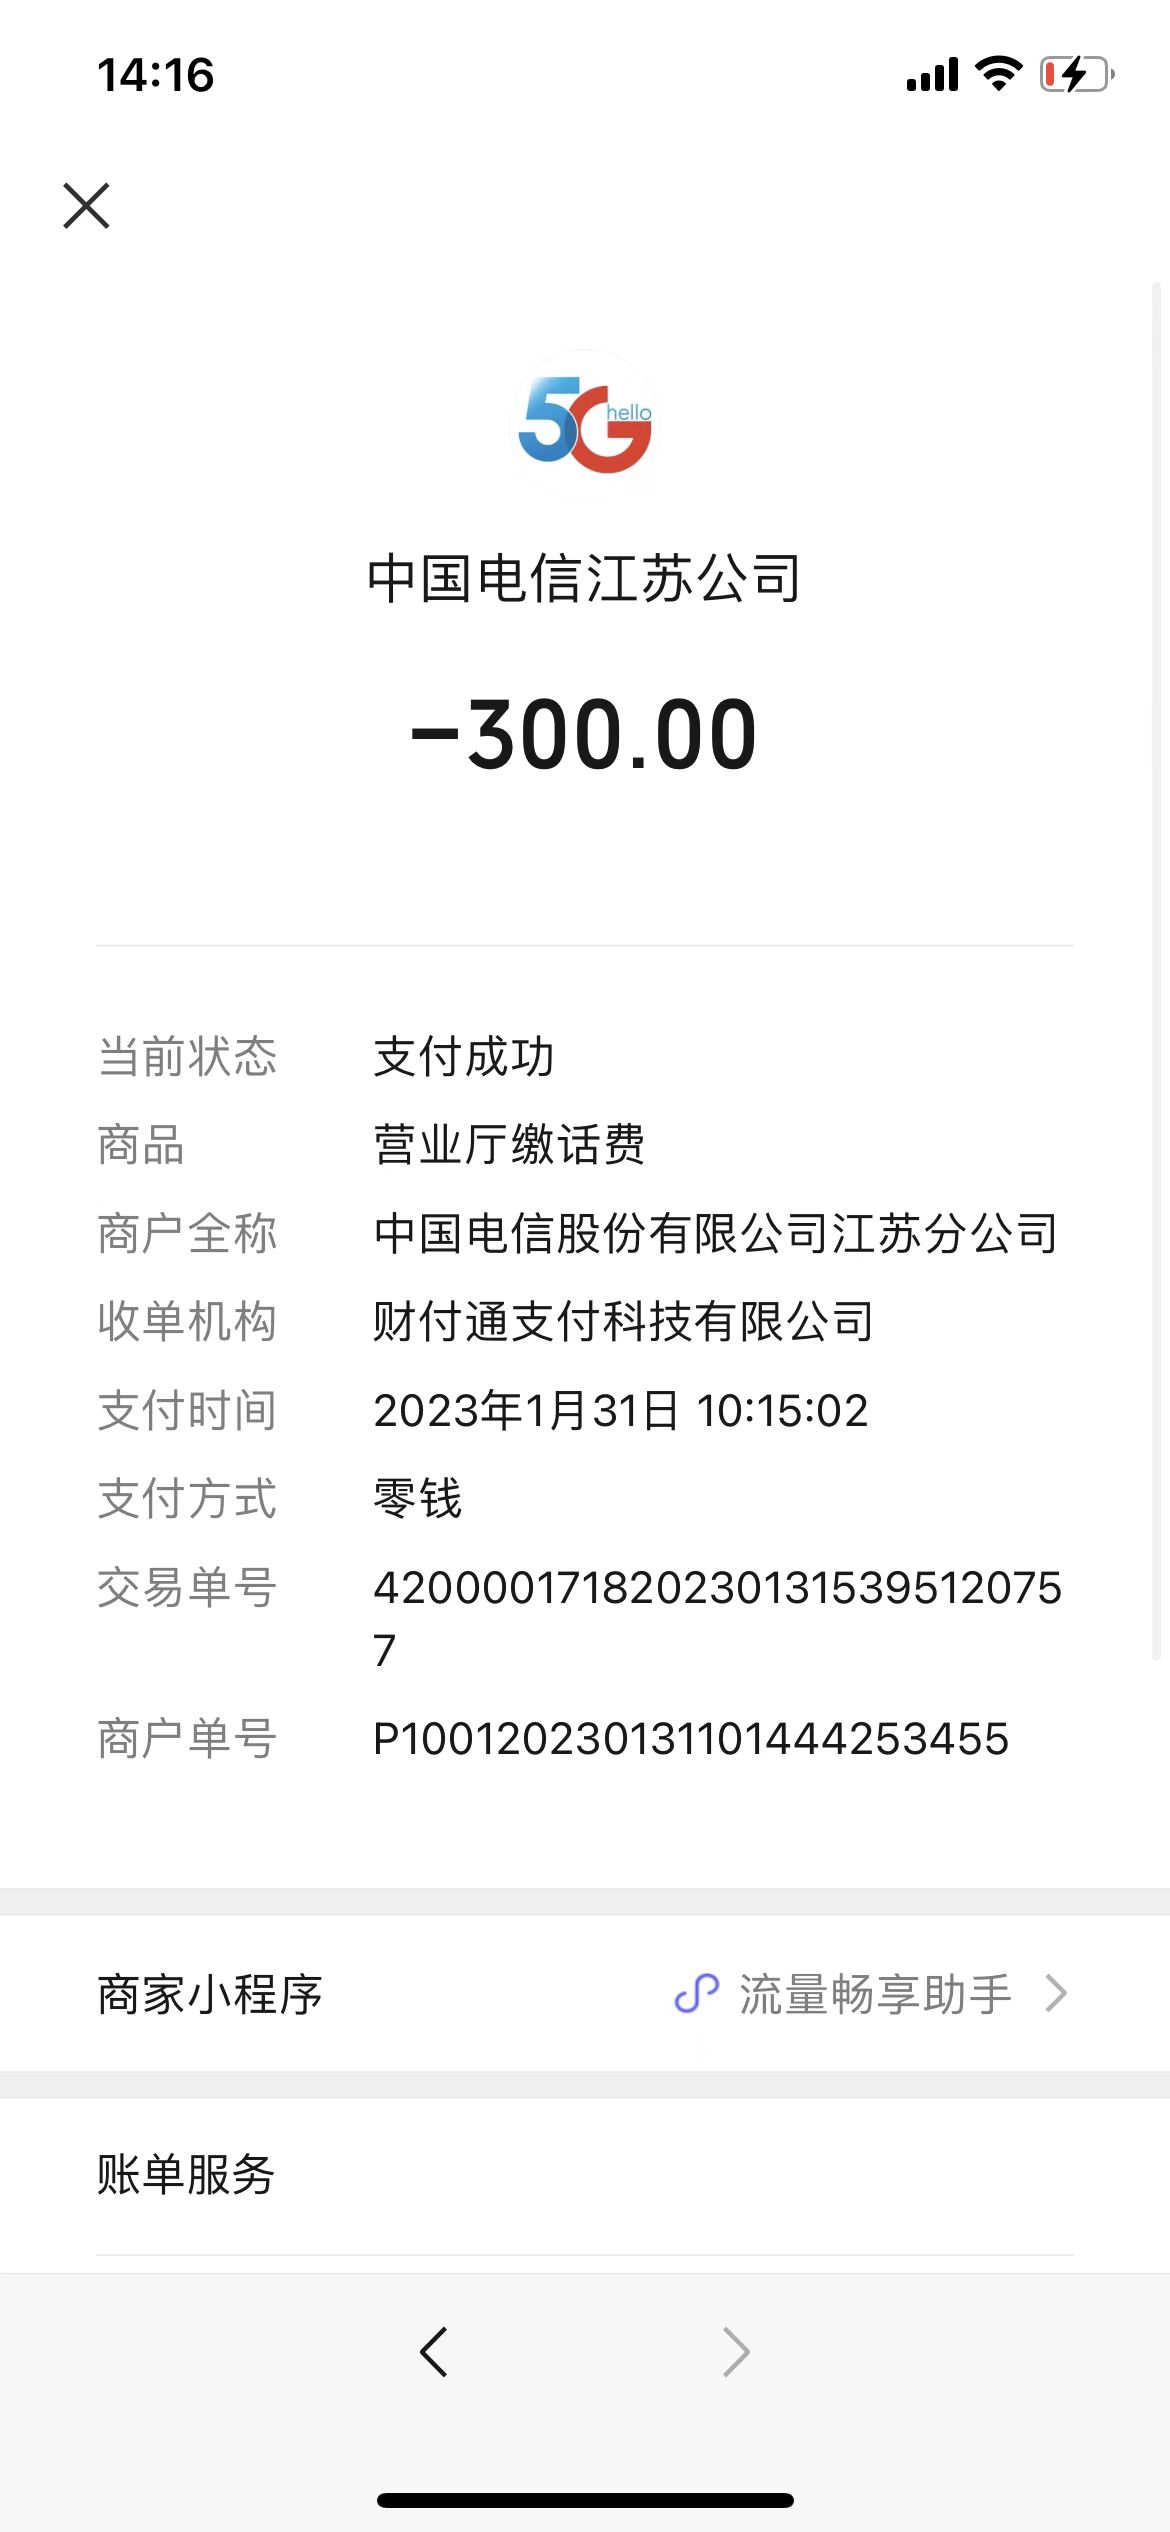 14:16
5G hello
中国电信江苏公司
-300.00
当前状态 支付成功
商品 营业厅缴话费
商户全称 中国电信股份有限公司江苏分公司
收单机构 财付通支付科技有限公司
支付时间 2023年1月31日 10:15:02
支付方式 零钱
交易单号 420000171820230131539512075
7
商户单号 P1001202301311014442534​55
商家小程序 流量畅享助手
账单服务